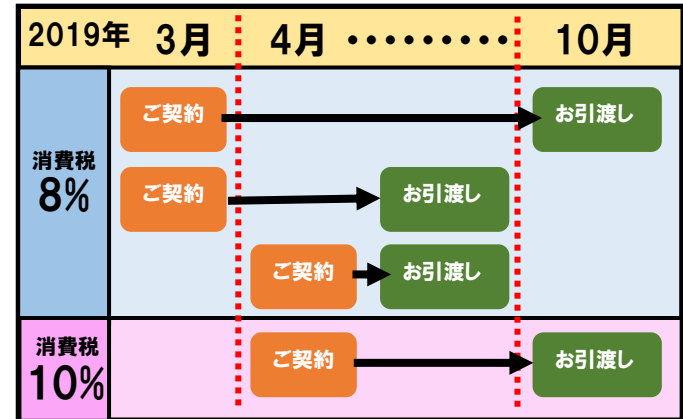 2019年 3月 4月 ・・・・・・・・・ 10月
ご契約 お引渡し
消費税
8%
ご契約 お引渡し
ご契約 お引渡し
消費税
10%
ご契約 お引渡し